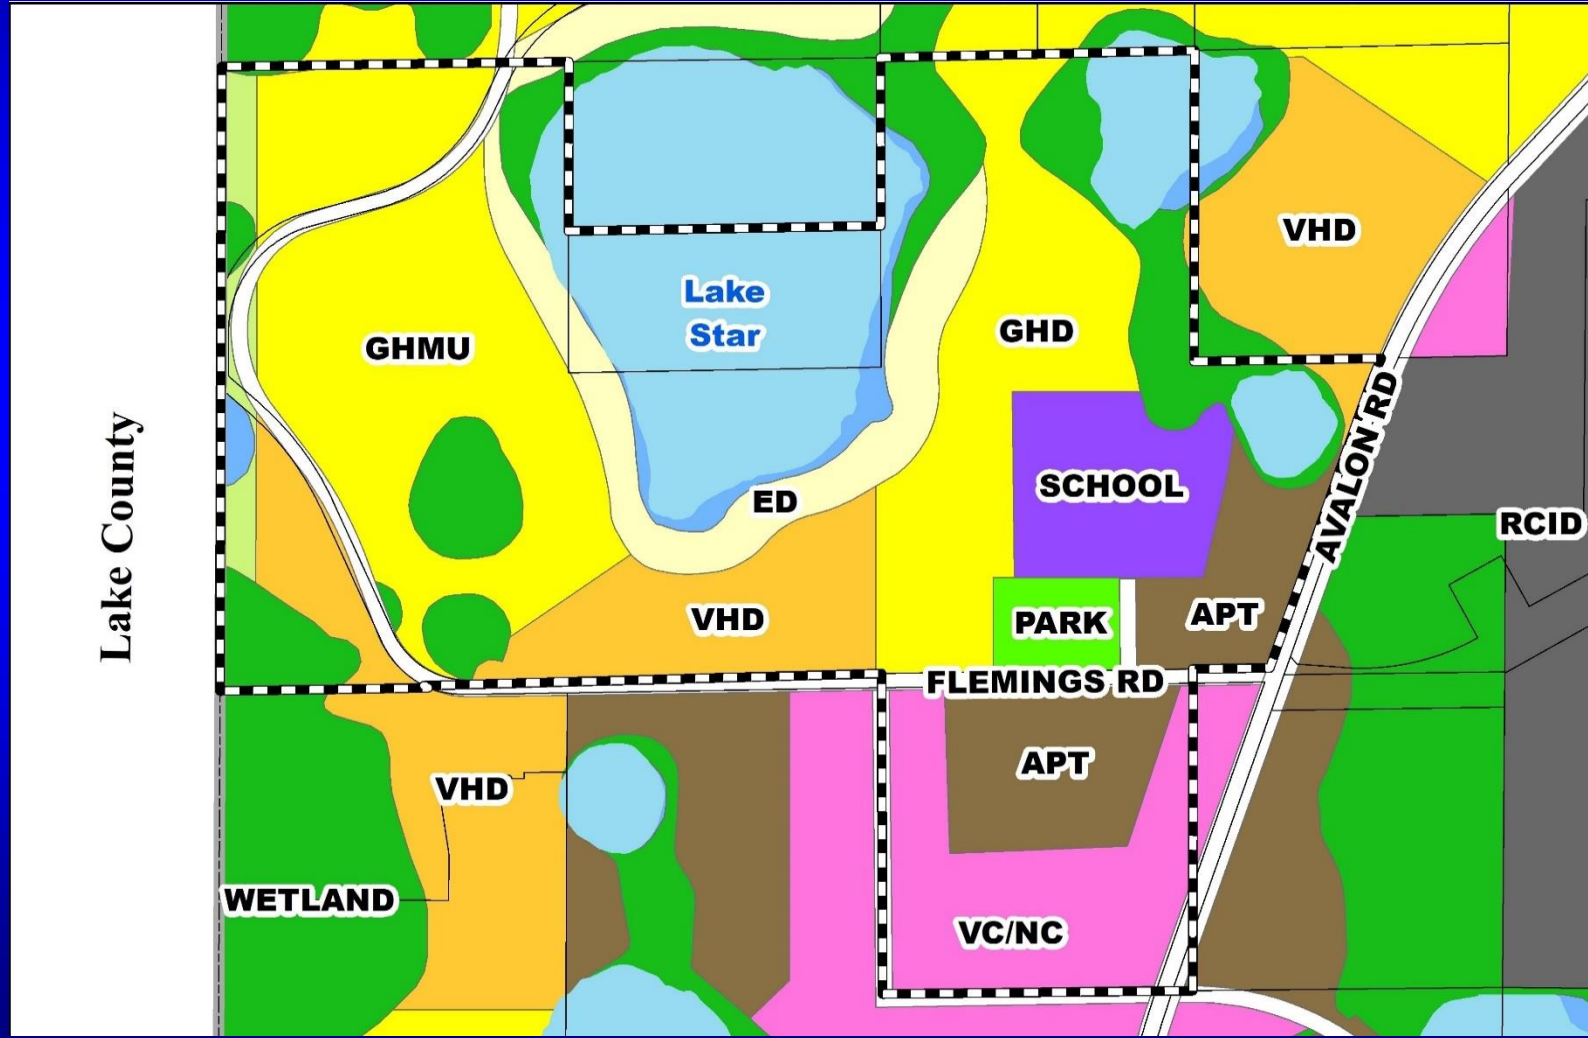 VHD
Lake
Star
GHMU
GHD
AVALON RD
Lake County
SCHOOL
ED
RCID
VHD
PARK
APT
FLEMINGS RD
APT
VHD
WETLAND
VC/NC